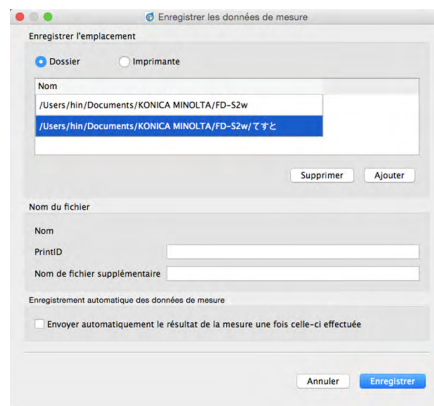 Enregistrer les données de mesure
Enregistrer l'emplacement
Dossier
Imprimante
Nom
/Users/hin/Documents/KONICA MINOLTA/FD-S2w
/Users/hin/Documents/KONICA MINOLTA/FD-S2w/てすと
Supprimer
Ajouter
Nom du fichier
Nom
PrintID
Nom de fichier supplémentaire
Enregistrement automatique des données de mesure
Envoyer automatiquement le résultat de la mesure une fois celle-ci effectuée
Annuler
Enregistrer